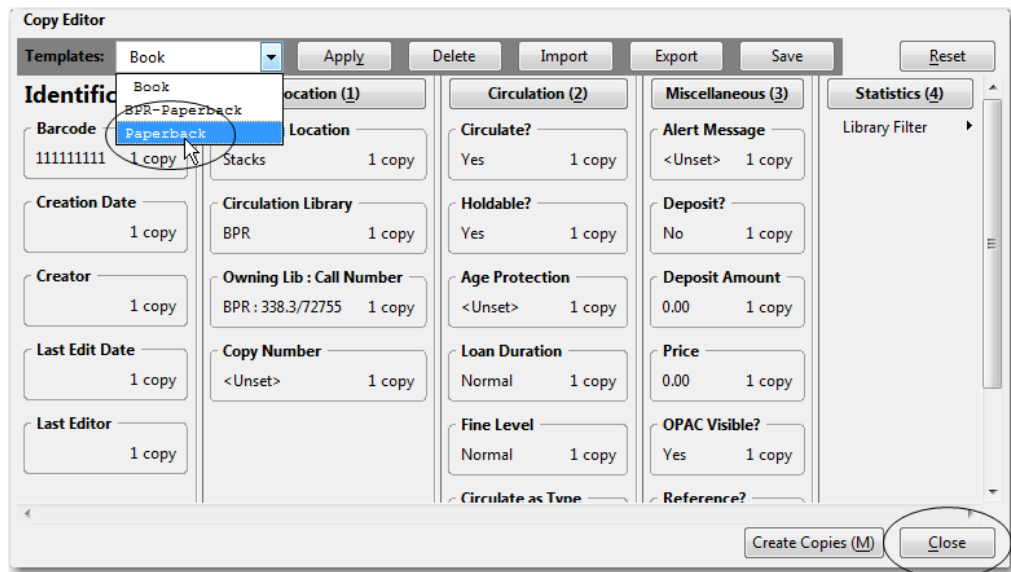 Copy Editor
Templates: Book Apply Delete Import Export Save Reset
Book
BPR-Paperback
Paperback
Identific
Barcode
111111111 1 copy
Creation Date
1 copy
Creator
1 copy
Last Edit Date
1 copy
Last Editor
1 copy
ocation (1)
Location
Stacks 1 copy
Circulation Library
BPR 1 copy
Owning Lib : Call Number
BPR : 338.3/72755 1 copy
Copy Number
<Unset> 1 copy
Circulation (2)
Circulate?
Yes 1 copy
Holdable?
Yes 1 copy
Age Protection
<Unset> 1 copy
Loan Duration
Normal 1 copy
Fine Level
Normal 1 copy
Circulate as Type
Miscellaneous (3)
Alert Message
<Unset> 1 copy
Deposit?
No 1 copy
Deposit Amount
0.00 1 copy
Price
0.00 1 copy
OPAC Visible?
Yes 1 copy
Reference?
Statistics (4)
Library Filter
Create Copies (M) Close